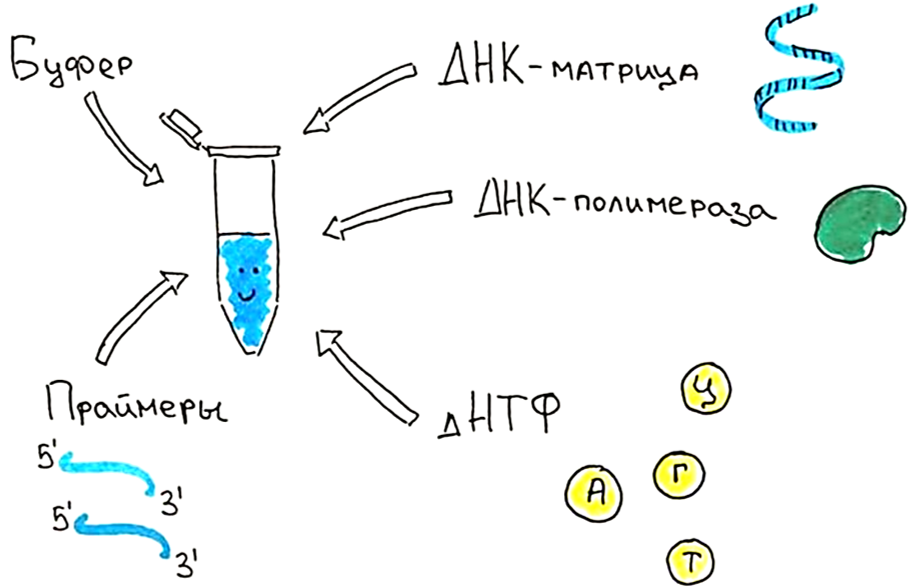 Буфер
ДНК-матрица
ДНК-полимераза
Праймеры
5'
3'
5'
3'
дНТФ
Ц
А
Г
Т